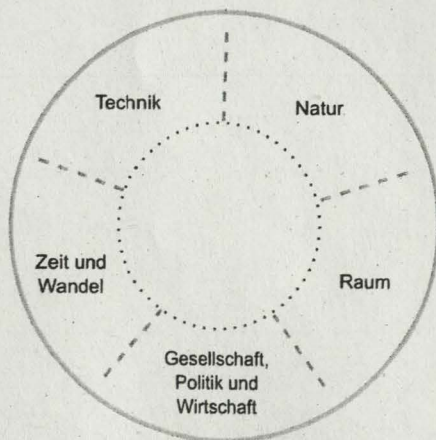 Technik
Natur
Zeit und
Wandel
Raum
Gesellschaft,
Politik und
Wirtschaft